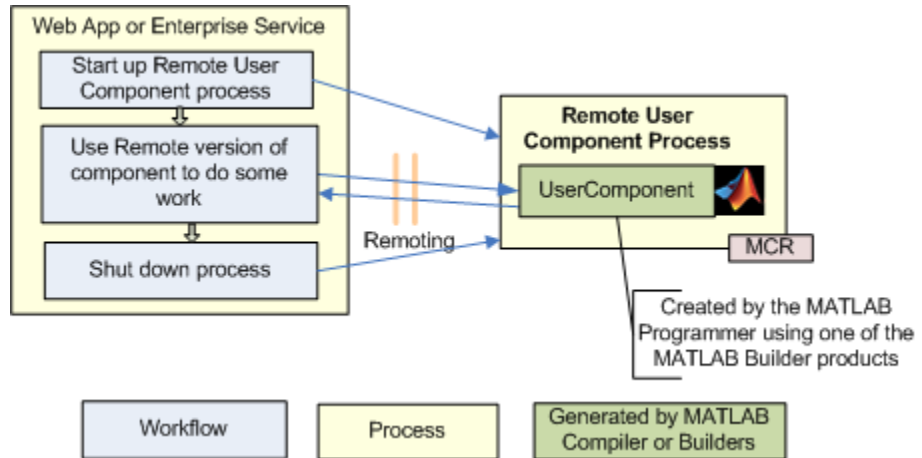 Web App or Enterprise Service
Start up Remote User
Component process
Use Remote version of
component to do some
work
Shut down process
Remoting
Remote User
Component Process
UserComponent
MCR
Created by the MATLAB
Programmer using one of the
MATLAB Builder products
Workflow
Process
Generated by MATLAB
Compiler or Builders